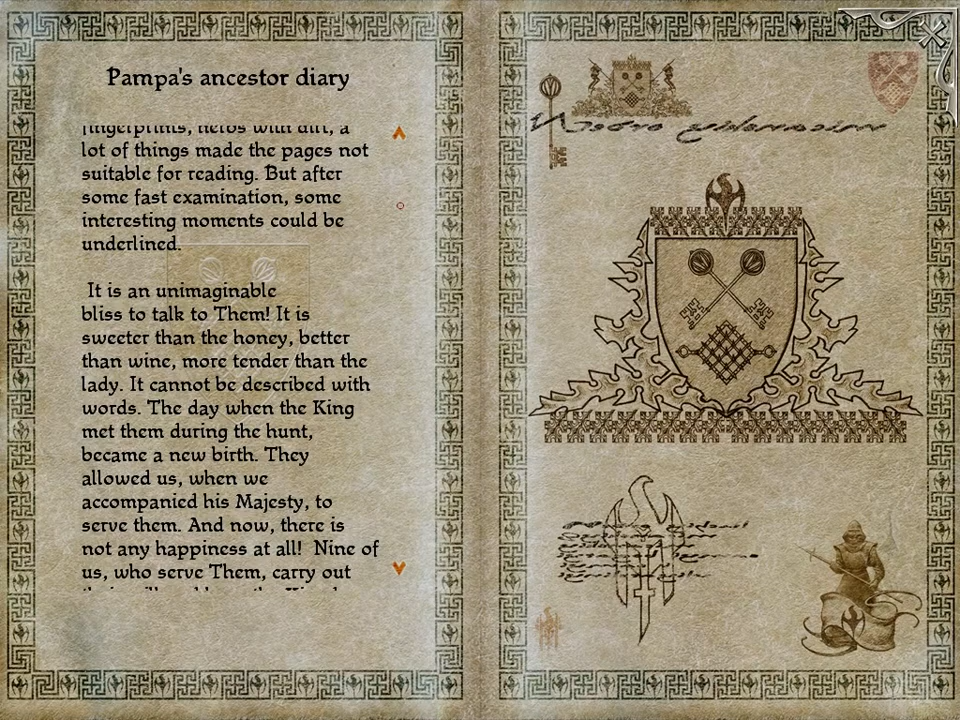 Pampa's ancestor diary
fingerprints, herbs with dirt, a
lot of things made the pages not
suitable for reading. But after
some fast examination, some
interesting moments could be
underlined.
It is an unimaginable
bliss to talk to Them! It is
sweeter than the honey, better
than wine, more tender than the
lady. It cannot be described with
words. The day when the King
met them during the hunt,
became a new birth. They
allowed us, when we
accompanied his Majesty, to
serve them. And now, there is
not any happiness at all! Nine of
us, who serve Them, carry out